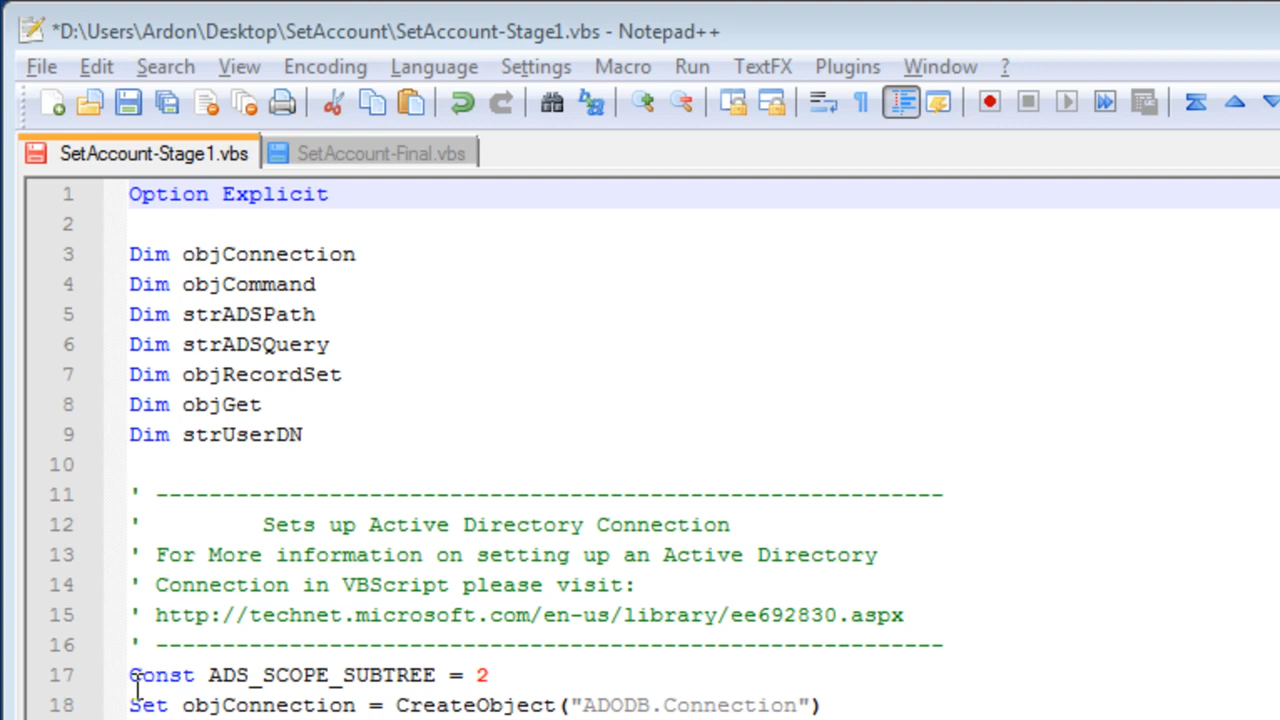 *D:\Users\Ardon\Desktop\SetAccount\SetAccount-Stage1.vbs - Notepad++
File Edit Search View Encoding Language Settings Macro Run TextFX Plugins Window ?
SetAccount-Stage1.vbs SetAccount-Final.vbs
1 Option Explicit
2
3 Dim objConnection
4 Dim objCommand
5 Dim strADSPath
6 Dim strADSQuery
7 Dim objRecordSet
8 Dim objGet
9 Dim strUserDN
10
11 ' -----------------------------------------------------------
12 '         Sets up Active Directory Connection
13 ' For More information on setting up an Active Directory
14 ' Connection in VBScript please visit:
15 ' http://technet.microsoft.com/en-us/library/ee692830.aspx
16 ' -----------------------------------------------------------
17 Const ADS_SCOPE_SUBTREE = 2
18 Set objConnection = CreateObject("ADODB.Connection")